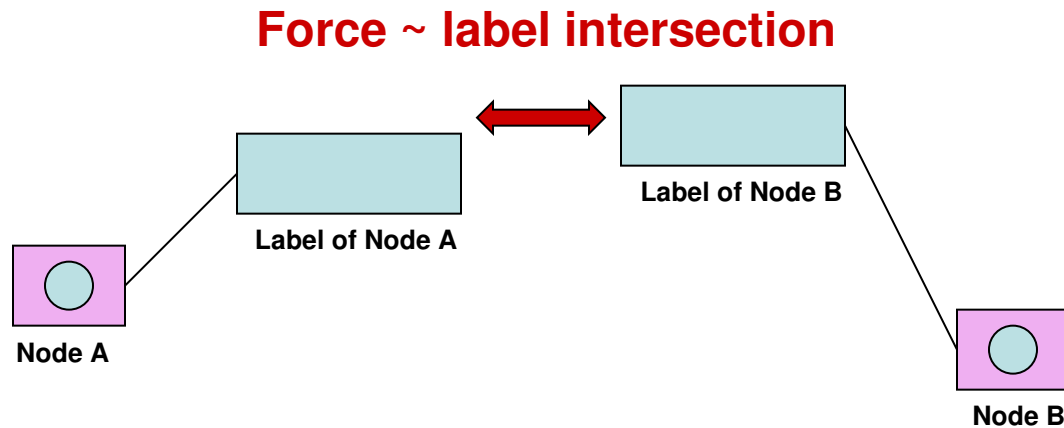 Force ~ label intersection
Label of Node B
Label of Node A
Node A
Node B